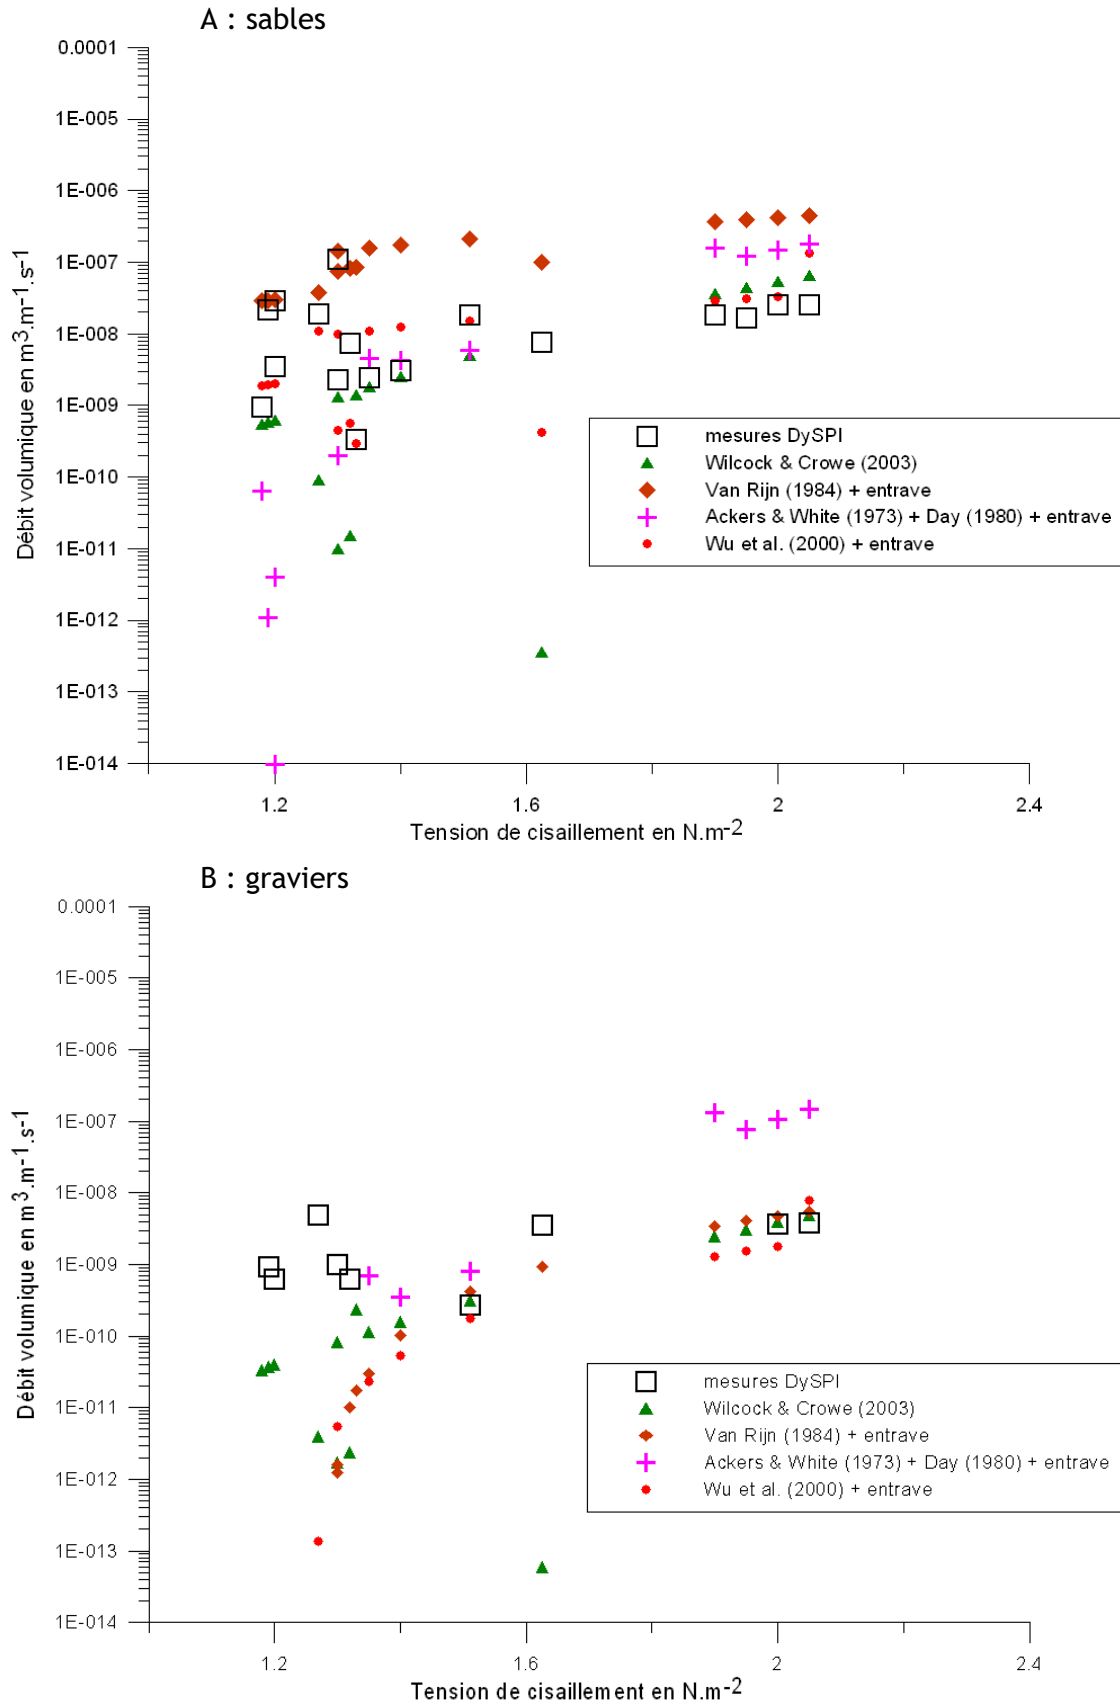 A : sables
0.0001
1E-005
1E-006
1E-007
1E-008
1E-009
1E-010
1E-011
1E-012
1E-013
1E-014
Débit volumique en m3.m-1.s-1
mesures DySPI
Wilcock & Crowe (2003)
Van Rijn (1984) + entrave
Ackers & White (1973) + Day (1980) + entrave
Wu et al. (2000) + entrave
1.2 1.6 2 2.4
Tension de cisaillement en N.m-2
B : graviers
0.0001
1E-005
1E-006
1E-007
1E-008
1E-009
1E-010
1E-011
1E-012
1E-013
1E-014
Débit volumique en m3.m-1.s-1
mesures DySPI
Wilcock & Crowe (2003)
Van Rijn (1984) + entrave
Ackers & White (1973) + Day (1980) + entrave
Wu et al. (2000) + entrave
1.2 1.6 2 2.4
Tension de cisaillement en N.m-2